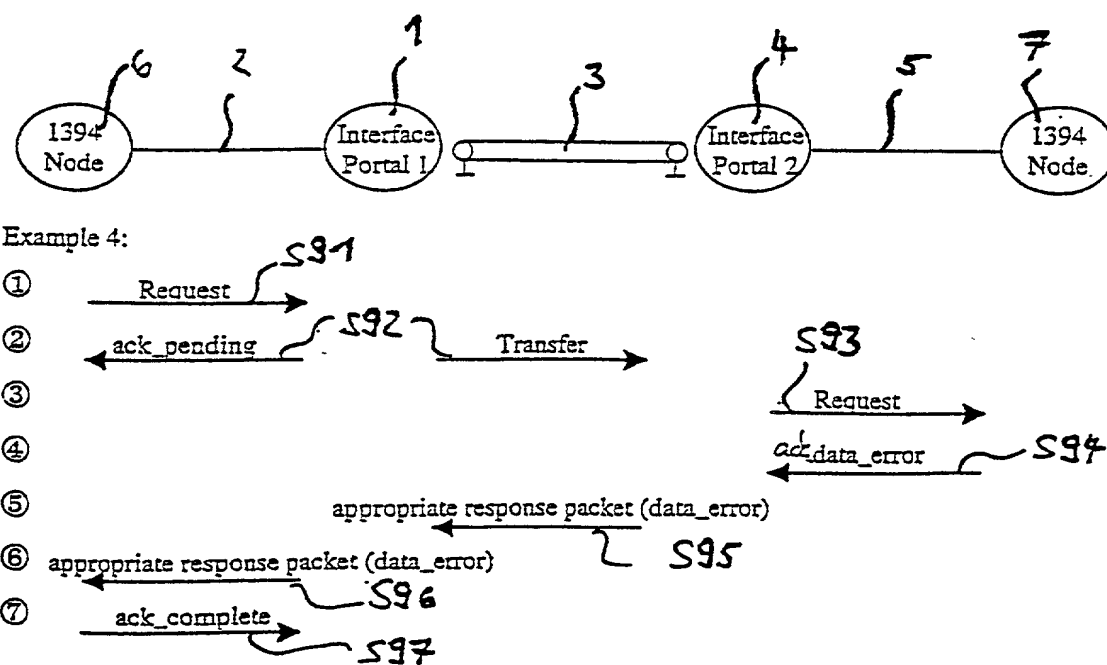 6 2 1 3 4 5 7
1394 Node Interface Portal 1 Interface Portal 2 1394 Node
Example 4:
① Request S91
② ack_pending S92 Transfer
S93
③ Request
④ ack_data_error S94
⑤ appropriate response packet (data_error)
S95
⑥ appropriate response packet (data_error)
S96
⑦ ack_complete
S97